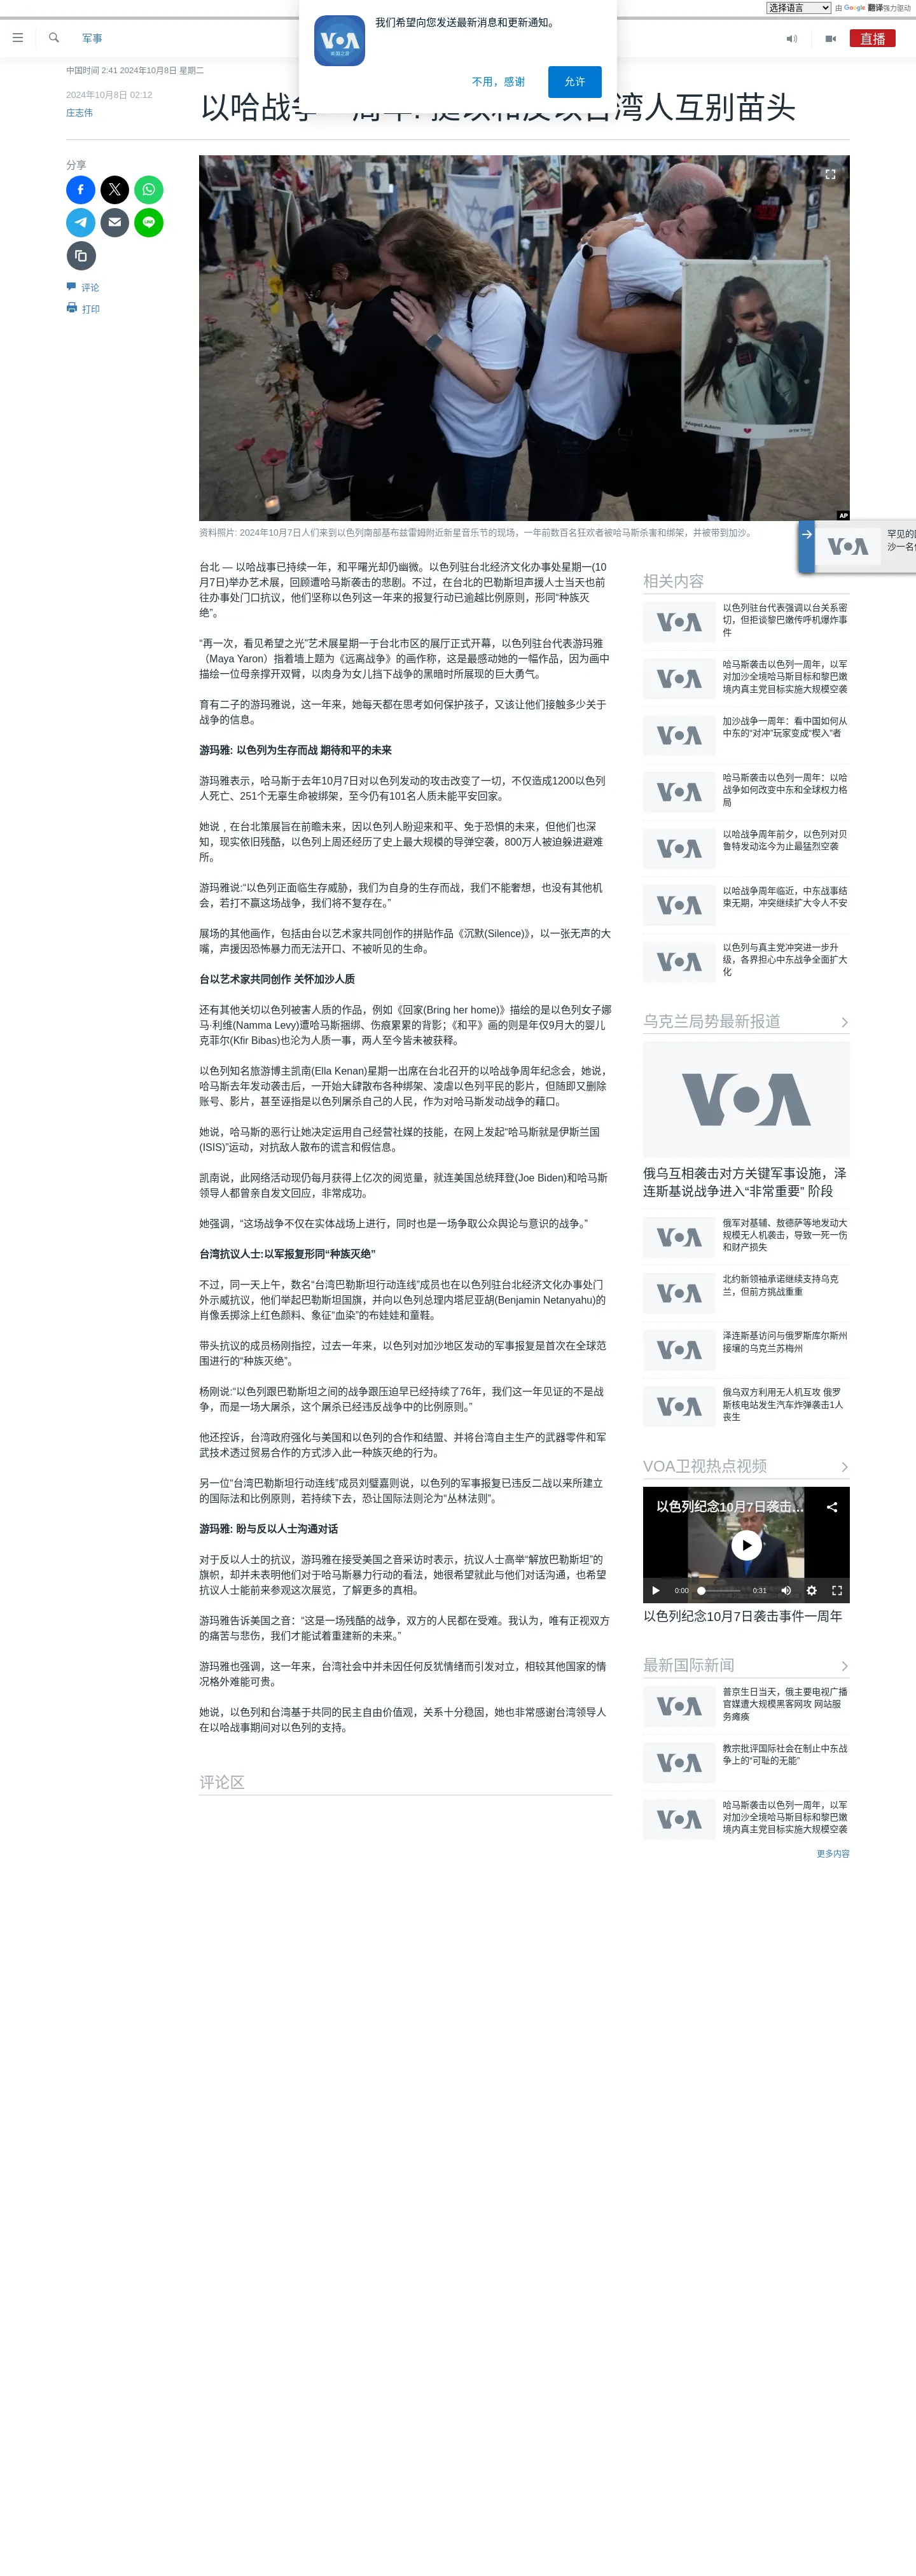 选择语言
由 Google 翻译强力驱动
军事
直播
VOA
美国之音
我们希望向您发送最新消息和更新通知。
不用，感谢
允许
中国时间 2:41 2024年10月8日 星期二
2024年10月8日 02:12
庄志伟
以哈战争
互别苗头
分享
评论
打印
AP
资料照片: 2024年10月7日人们来到以色列南部基布兹雷姆附近新星音乐节的现场，一年前数百名狂欢者被哈马斯杀害和绑架，并被带到加沙。
台北 — 以哈战事已持续一年，和平曙光却仍幽微。以色列驻台北经济文化办事处星期一(10
月7日)举办艺术展，回顾遭哈马斯袭击的悲剧。不过，在台北的巴勒斯坦声援人士当天也前
往办事处门口抗议，他们坚称以色列这一年来的报复行动已逾越比例原则，形同“种族灭
绝”。
“再一次，看见希望之光”艺术展星期一于台北市区的展厅正式开幕，以色列驻台代表游玛雅
（Maya Yaron）指着墙上题为《远离战争》的画作称，这是最感动她的一幅作品，因为画中
描绘一位母亲撑开双臂，以肉身为女儿挡下战争的黑暗时所展现的巨大勇气。
育有二子的游玛雅说，这一年来，她每天都在思考如何保护孩子，又该让他们接触多少关于
战争的信息。
游玛雅: 以色列为生存而战 期待和平的未来
游玛雅表示，哈马斯于去年10月7日对以色列发动的攻击改变了一切，不仅造成1200以色列
人死亡、251个无辜生命被绑架，至今仍有101名人质未能平安回家。
她说﹐在台北策展旨在前瞻未来，因以色列人盼迎来和平、免于恐惧的未来，但他们也深
知，现实依旧残酷，以色列上周还经历了史上最大规模的导弹空袭，800万人被迫躲进避难
所。
游玛雅说:“以色列正面临生存威胁，我们为自身的生存而战，我们不能奢想，也没有其他机
会，若打不赢这场战争，我们将不复存在。”
展场的其他画作，包括由台以艺术家共同创作的拼贴作品《沉默(Silence)》，以一张无声的大
嘴，声援因恐怖暴力而无法开口、不被听见的生命。
台以艺术家共同创作 关怀加沙人质
还有其他关切以色列被害人质的作品，例如《回家(Bring her home)》描绘的是以色列女子娜
马·利维(Namma Levy)遭哈马斯捆绑、伤痕累累的背影；《和平》画的则是年仅9月大的婴儿
克菲尔(Kfir Bibas)也沦为人质一事，两人至今皆未被获释。
以色列知名旅游博主凯南(Ella Kenan)星期一出席在台北召开的以哈战争周年纪念会，她说，
哈马斯去年发动袭击后，一开始大肆散布各种绑架、凌虐以色列平民的影片，但随即又删除
账号、影片，甚至诬指是以色列屠杀自己的人民，作为对哈马斯发动战争的藉口。
她说，哈马斯的恶行让她决定运用自己经营社媒的技能，在网上发起“哈马斯就是伊斯兰国
(ISIS)”运动，对抗敌人散布的谎言和假信息。
凯南说，此网络活动现仍每月获得上亿次的阅览量，就连美国总统拜登(Joe Biden)和哈马斯
领导人都曾亲自发文回应，非常成功。
她强调，“这场战争不仅在实体战场上进行，同时也是一场争取公众舆论与意识的战争。”
台湾抗议人士:以军报复形同“种族灭绝”
不过，同一天上午，数名“台湾巴勒斯坦行动连线”成员也在以色列驻台北经济文化办事处门
外示威抗议，他们举起巴勒斯坦国旗，并向以色列总理内塔尼亚胡(Benjamin Netanyahu)的
肖像丢掷涂上红色颜料、象征“血染”的布娃娃和童鞋。
带头抗议的成员杨刚指控，过去一年来，以色列对加沙地区发动的军事报复是首次在全球范
围进行的“种族灭绝”。
杨刚说:“以色列跟巴勒斯坦之间的战争跟压迫早已经持续了76年，我们这一年见证的不是战
争，而是一场大屠杀，这个屠杀已经违反战争中的比例原则。”
他还控诉，台湾政府强化与美国和以色列的合作和结盟、并将台湾自主生产的武器零件和军
武技术透过贸易合作的方式涉入此一种族灭绝的行为。
另一位“台湾巴勒斯坦行动连线”成员刘璧嘉则说，以色列的军事报复已违反二战以来所建立
的国际法和比例原则，若持续下去，恐让国际法则沦为“丛林法则”。
游玛雅: 盼与反以人士沟通对话
对于反以人士的抗议，游玛雅在接受美国之音采访时表示，抗议人士高举“解放巴勒斯坦”的
旗帜，却并未表明他们对于哈马斯暴力行动的看法，她很希望就此与他们对话沟通，也希望
抗议人士能前来参观这次展览，了解更多的真相。
游玛雅告诉美国之音：“这是一场残酷的战争，双方的人民都在受难。我认为，唯有正视双方
的痛苦与悲伤，我们才能试着重建新的未来。”
游玛雅也强调，这一年来，台湾社会中并未因任何反犹情绪而引发对立，相较其他国家的情
况格外难能可贵。
她说，以色列和台湾基于共同的民主自由价值观，关系十分稳固，她也非常感谢台湾领导人
在以哈战事期间对以色列的支持。
评论区
相关内容
以色列驻台代表强调以台关系密
切，但拒谈黎巴嫩传呼机爆炸事
件
哈马斯袭击以色列一周年，以军
对加沙全境哈马斯目标和黎巴嫩
境内真主党目标实施大规模空袭
加沙战争一周年：看中国如何从
中东的“对冲”玩家变成“楔入”者
哈马斯袭击以色列一周年：以哈
战争如何改变中东和全球权力格
局
以哈战争周年前夕，以色列对贝
鲁特发动迄今为止最猛烈空袭
以哈战争周年临近，中东战事结
束无期，冲突继续扩大令人不安
以色列与真主党冲突进一步升
级，各界担心中东战争全面扩大
化
乌克兰局势最新报道
VOA
俄乌互相袭击对方关键军事设施，泽
连斯基说战争进入“非常重要” 阶段
俄军对基辅、敖德萨等地发动大
规模无人机袭击，导致一死一伤
和财产损失
北约新领袖承诺继续支持乌克
兰，但前方挑战重重
泽连斯基访问与俄罗斯库尔斯州
接壤的乌克兰苏梅州
俄乌双方利用无人机互攻 俄罗
斯核电站发生汽车炸弹袭击1人
丧生
VOA卫视热点视频
以色列纪念10月7日袭击...
0:00
0:31
以色列纪念10月7日袭击事件一周年
最新国际新闻
普京生日当天，俄主要电视广播
官媒遭大规模黑客网攻 网站服
务瘫痪
教宗批评国际社会在制止中东战
争上的“可耻的无能”
哈马斯袭击以色列一周年，以军
对加沙全境哈马斯目标和黎巴嫩
境内真主党目标实施大规模空袭
更多内容